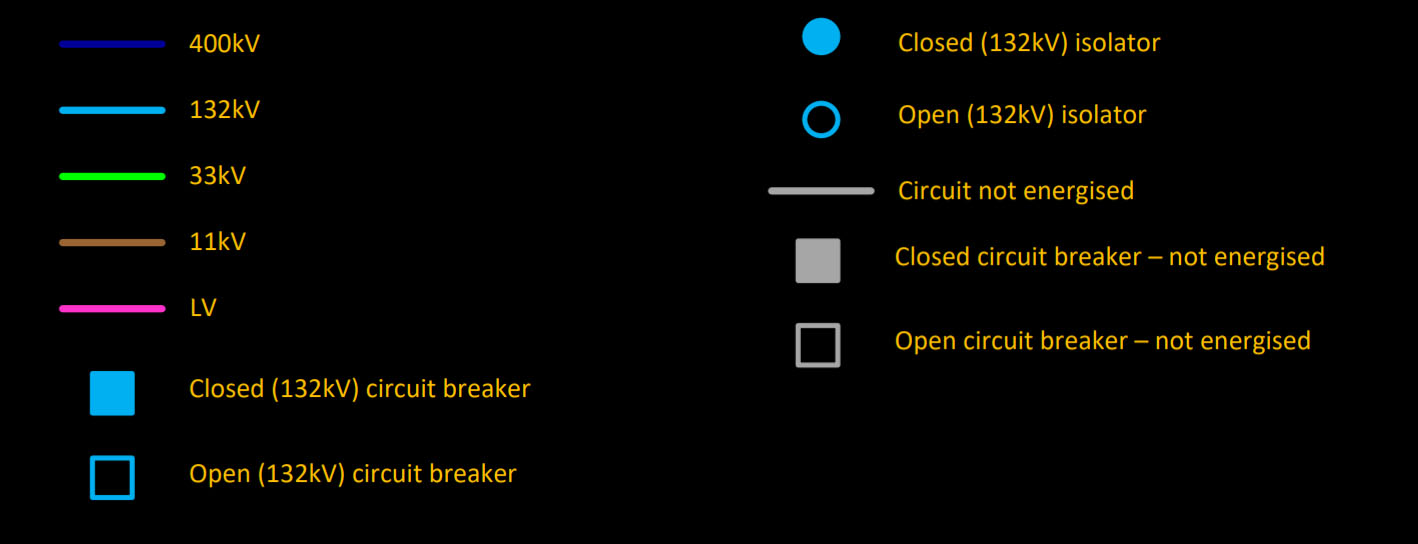 400kV
132kV
33kV
11kV
LV
Closed (132kV) circuit breaker
Open (132kV) circuit breaker
Closed (132kV) isolator
Open (132kV) isolator
Circuit not energised
Closed circuit breaker – not energised
Open circuit breaker – not energised